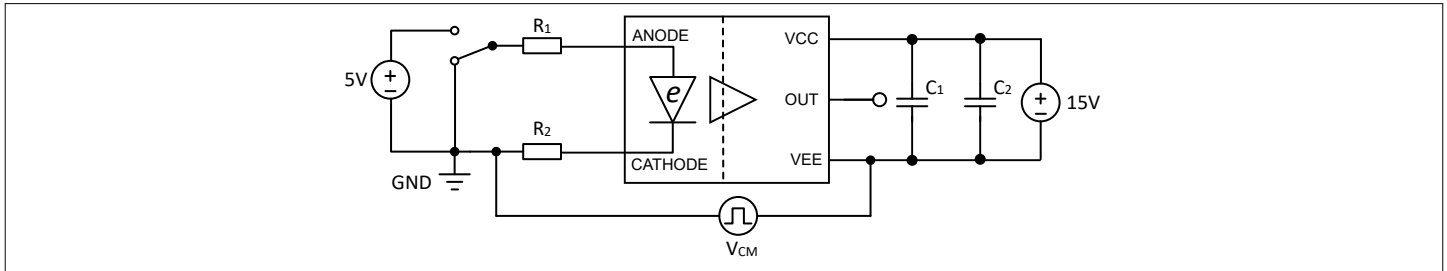 R1
ANODE
VCC
5V
e
OUT
C1
C2
15V
R2
CATHODE
VEE
GND
VCM